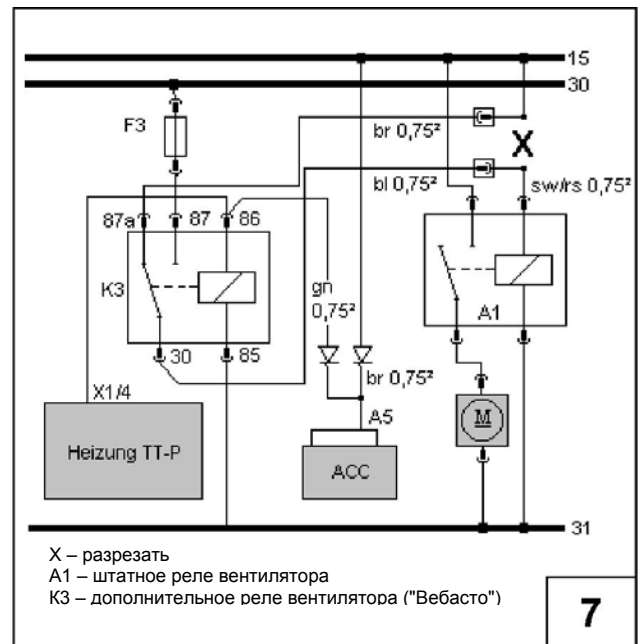 15
30
F3
br 0,75²
X
bl 0,75²
sw/rs 0,75²
87a
87
86
K3
gn
0,75²
A1
30
85
br 0,75²
X1/4
A5
M
Heizung TT-P
ACC
31
X – разрезать
А1 – штатное реле вентилятора
К3 – дополнительное реле вентилятора ("Вебасто")
7